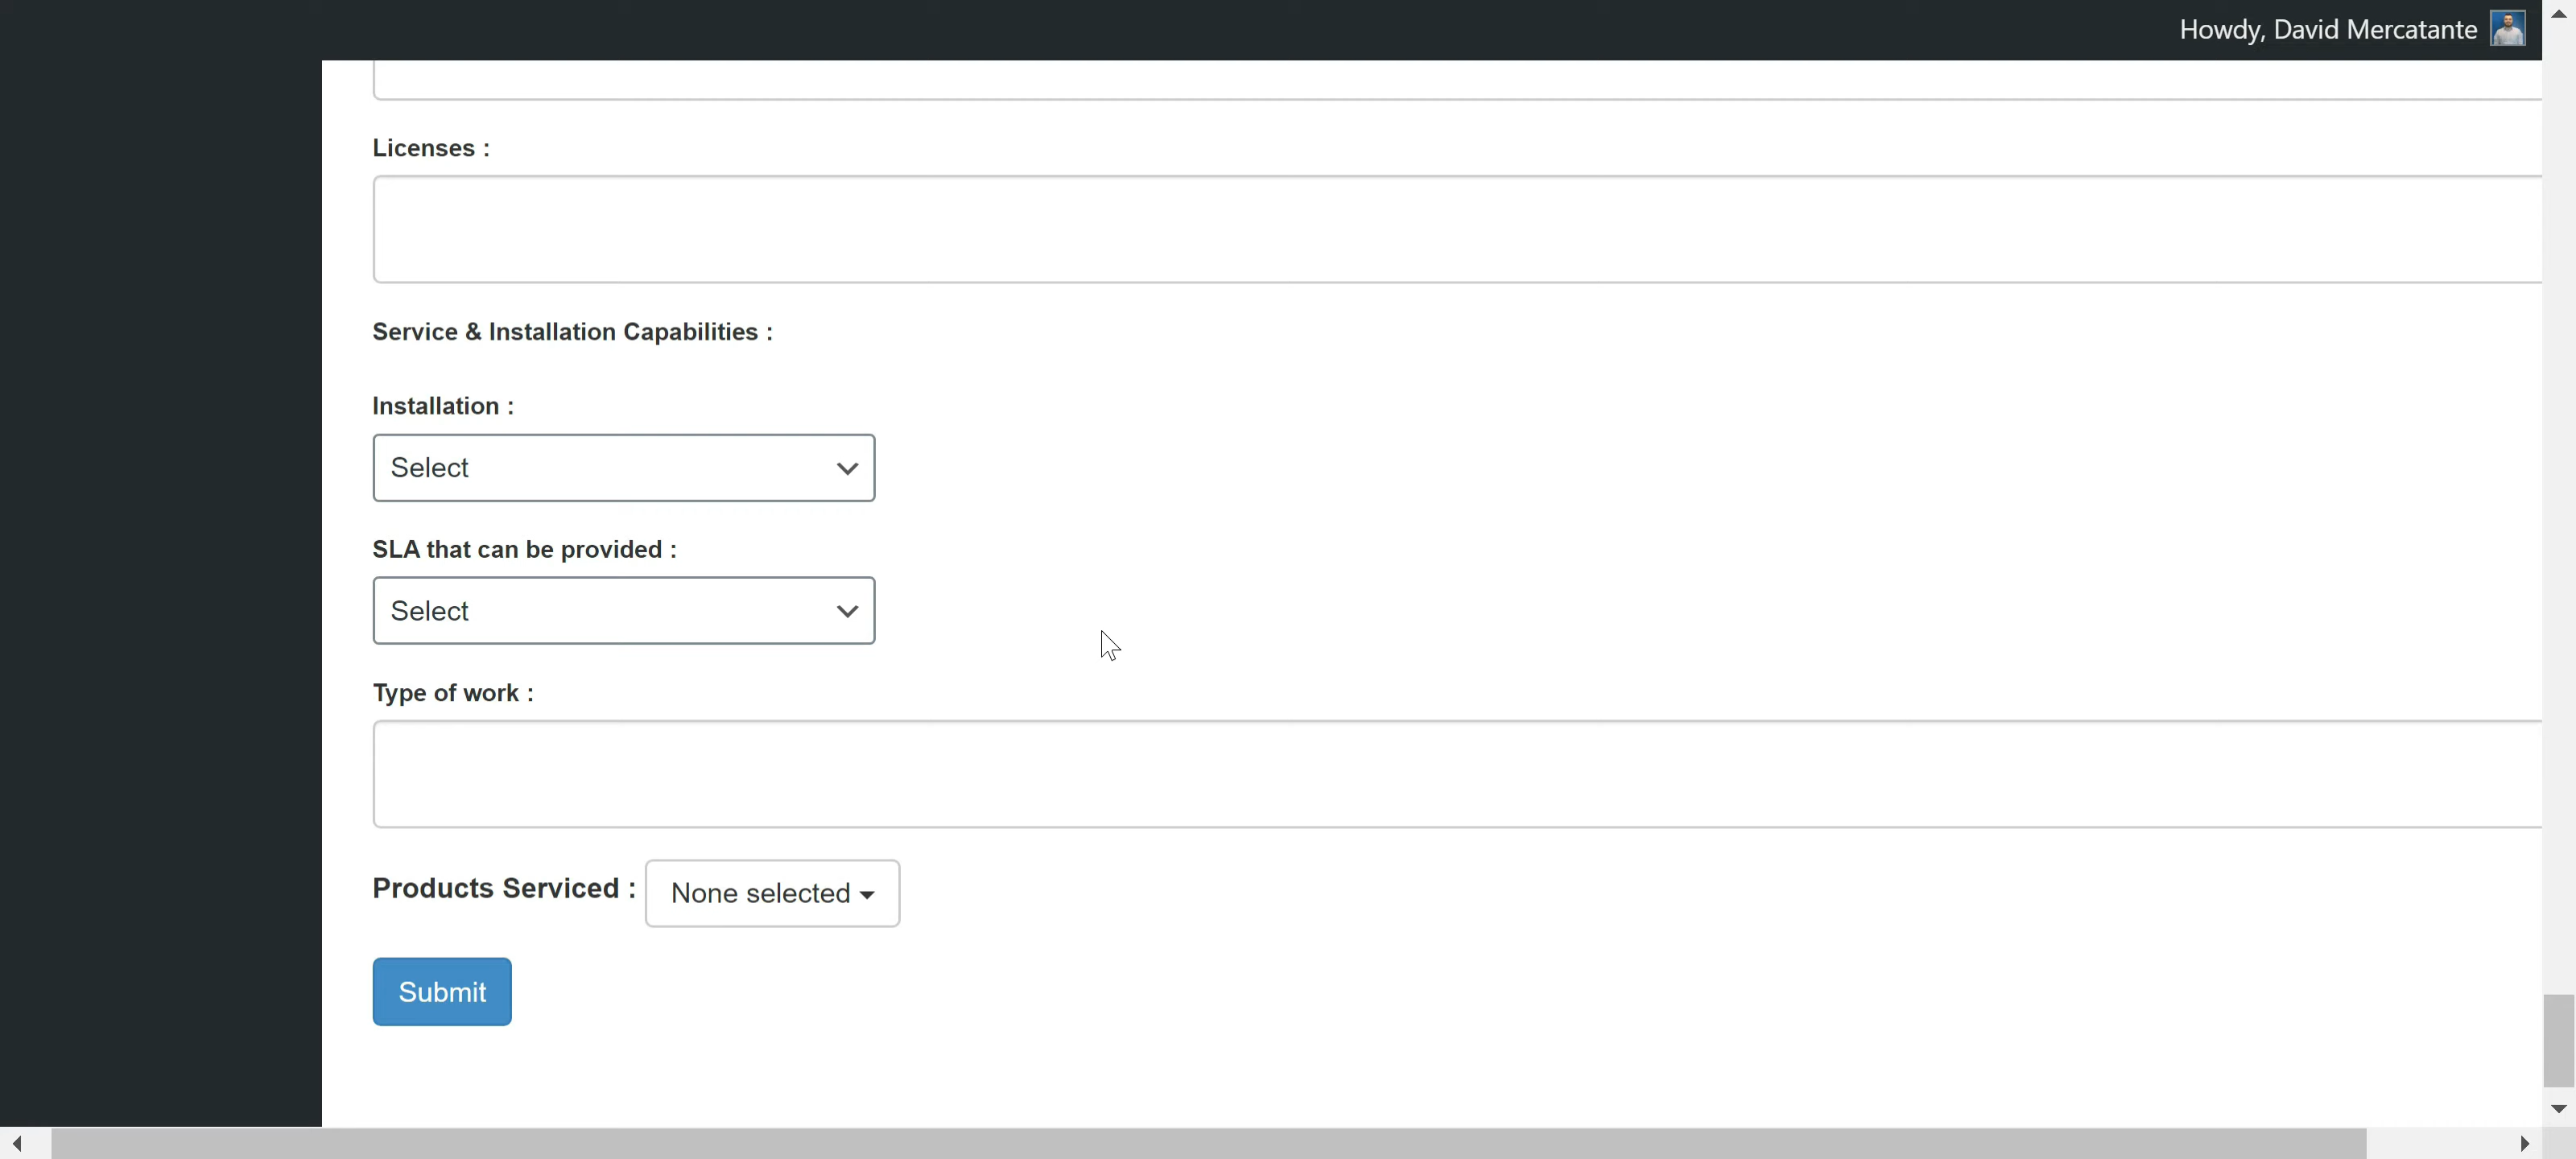 Howdy, David Mercatante
Licenses :
Service & Installation Capabilities :
Installation :
Select
SLA that can be provided :
Select
Type of work :
Products Serviced : None selected
Submit